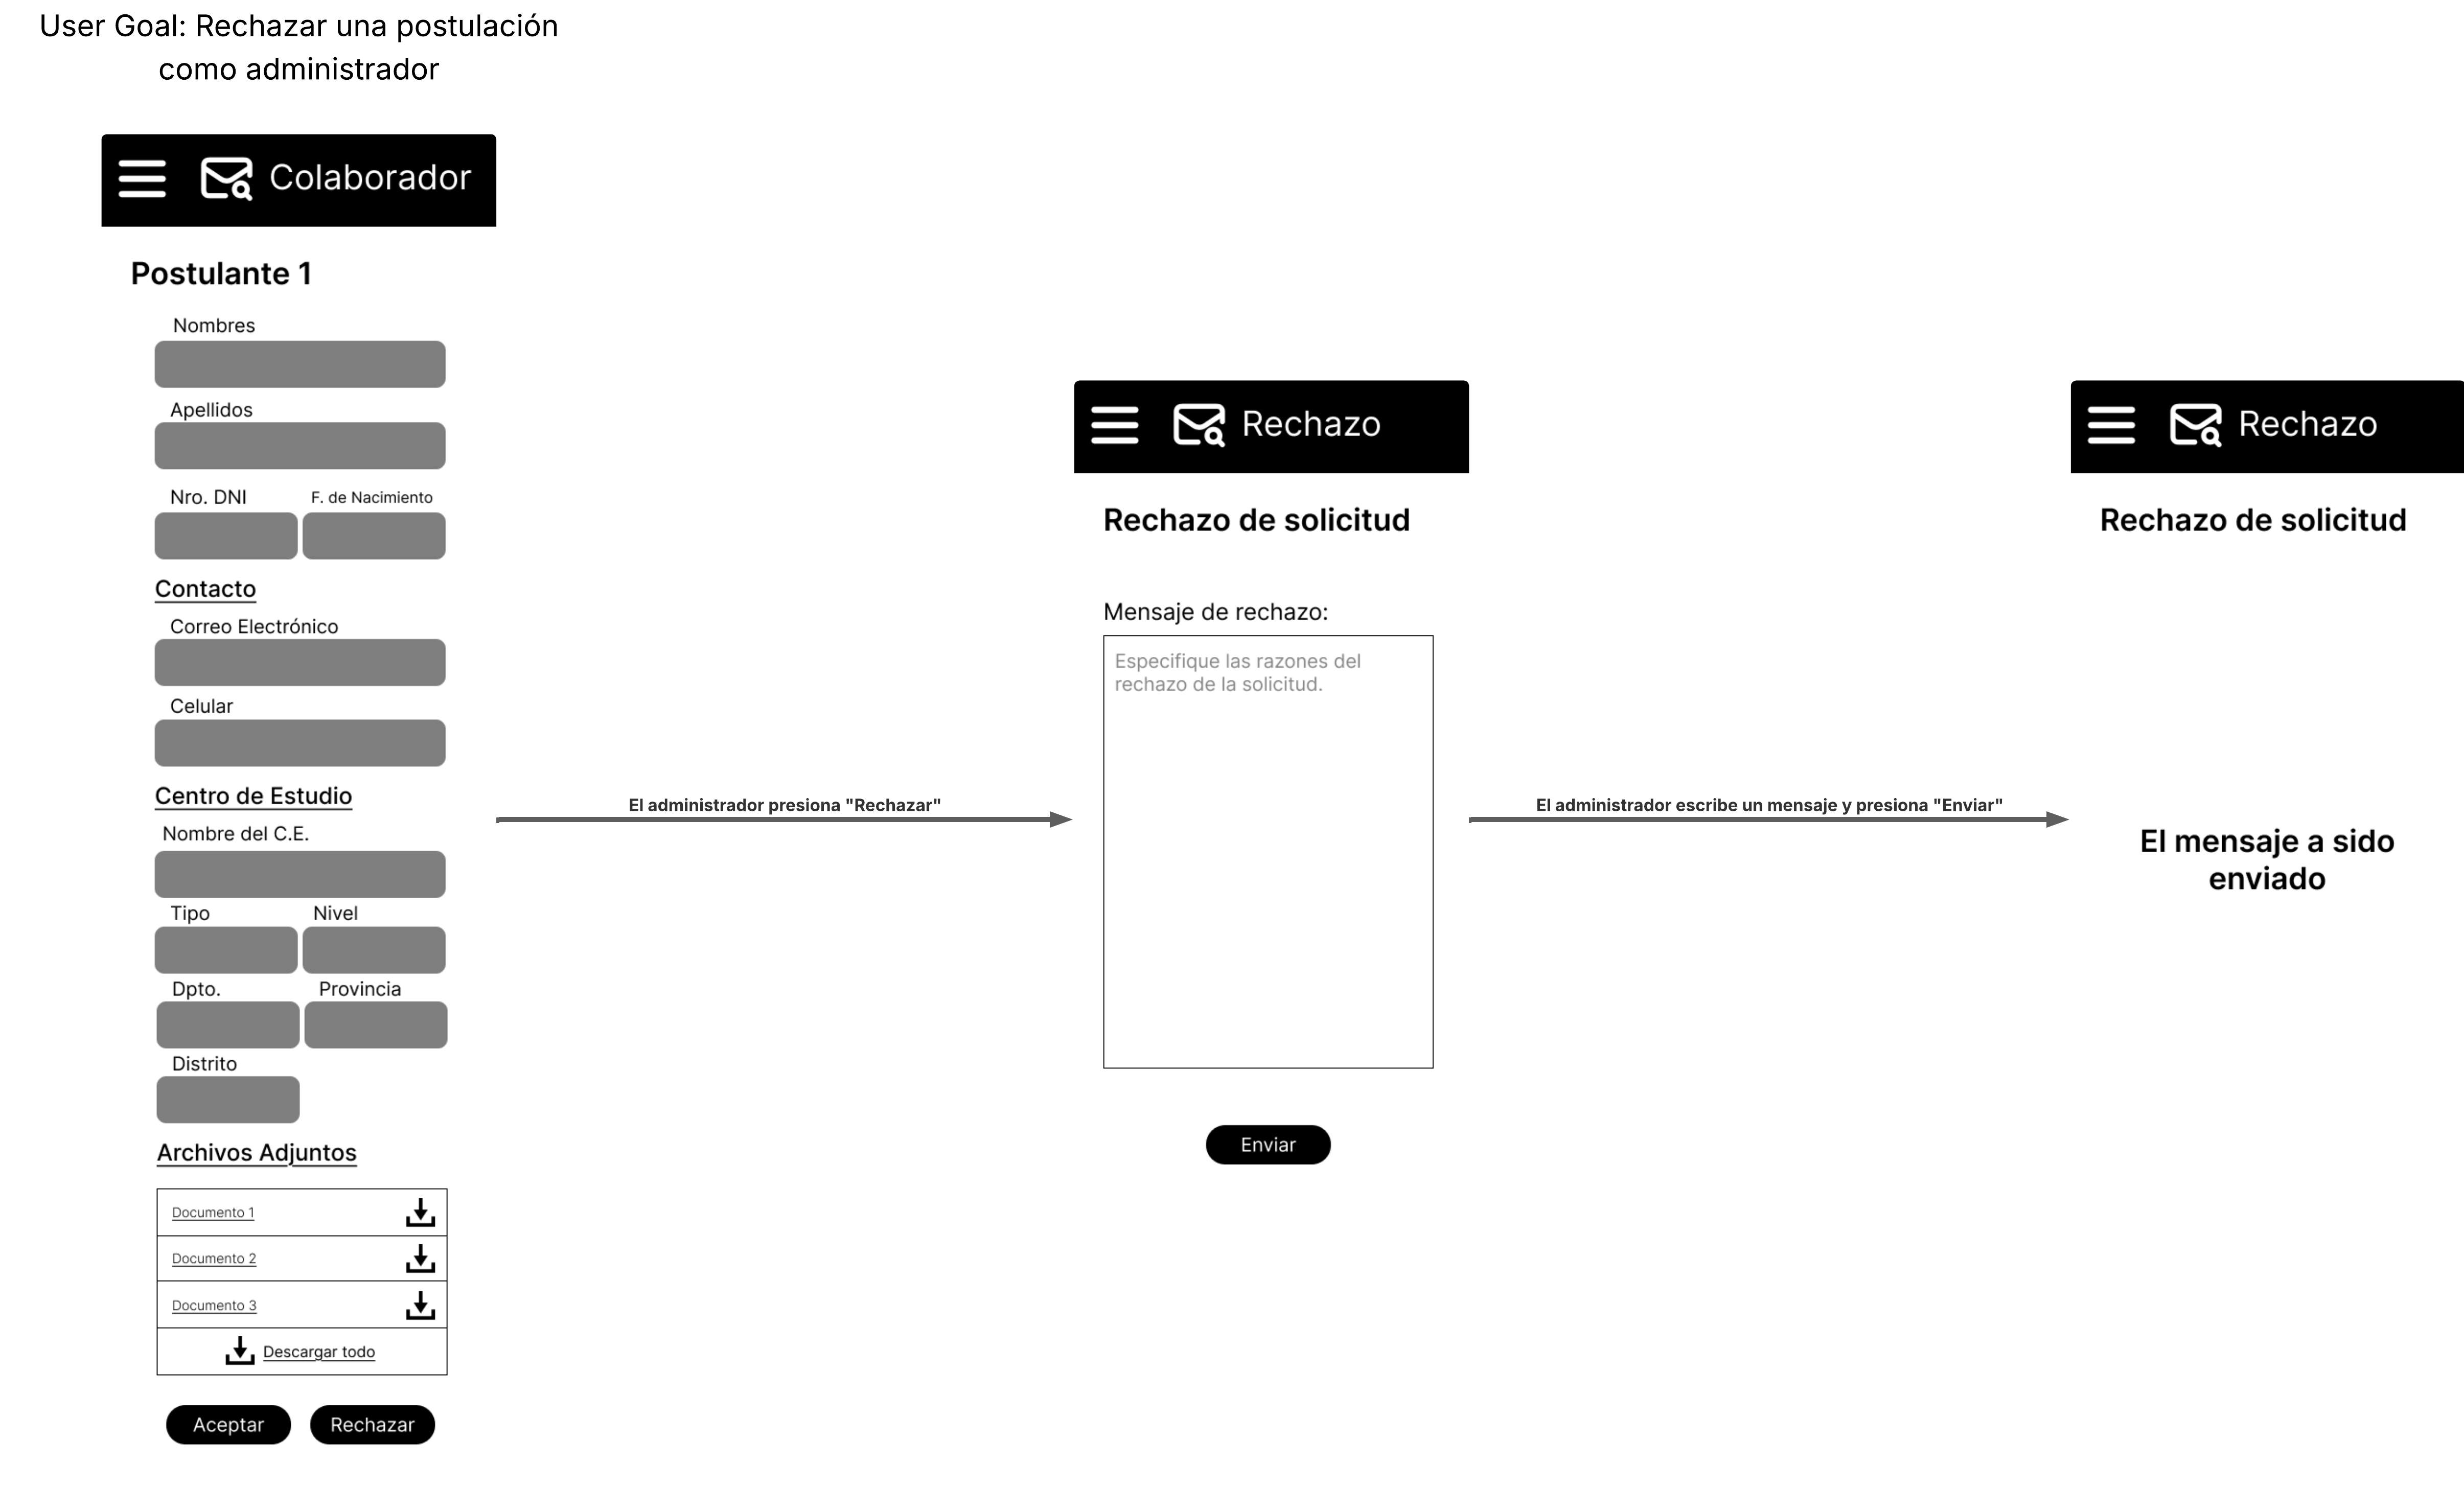 User Goal: Rechazar una postulación
como administrador
Colaborador
Postulante 1
Nombres
Apellidos
Nro. DNI F. de Nacimiento
Contacto
Correo Electrónico
Celular
Centro de Estudio
Nombre del C.E.
Tipo Nivel
Dpto. Provincia
Distrito
Archivos Adjuntos
Documento 1
Documento 2
Documento 3
Descargar todo
Aceptar Rechazar
El administrador presiona "Rechazar"
Rechazo
Rechazo de solicitud
Mensaje de rechazo:
Especifique las razones del
rechazo de la solicitud.
Enviar
El administrador escribe un mensaje y presiona "Enviar"
Rechazo
Rechazo de solicitud
El mensaje a sido
enviado